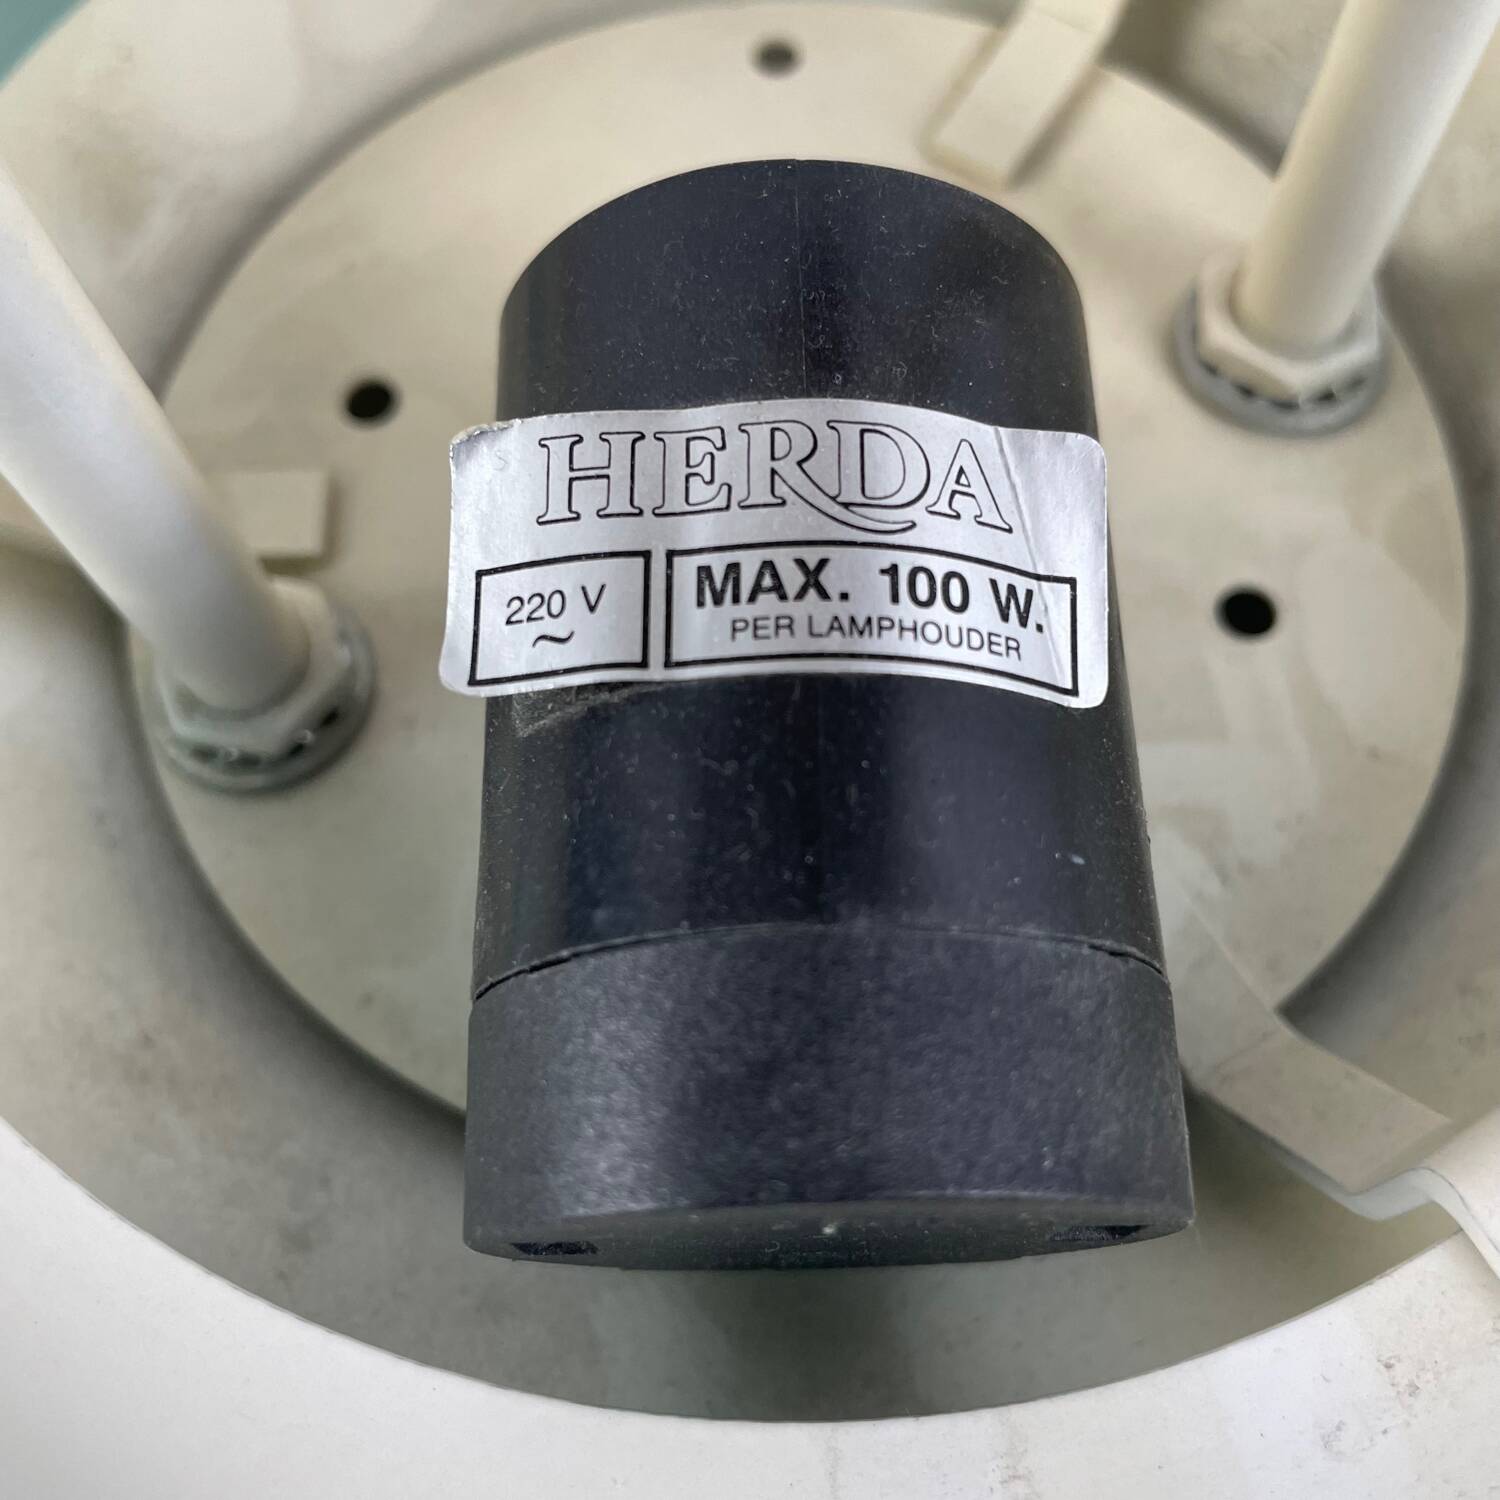 HERDA
220 V
~
MAX. 100 W.
PER LAMPHOUDER